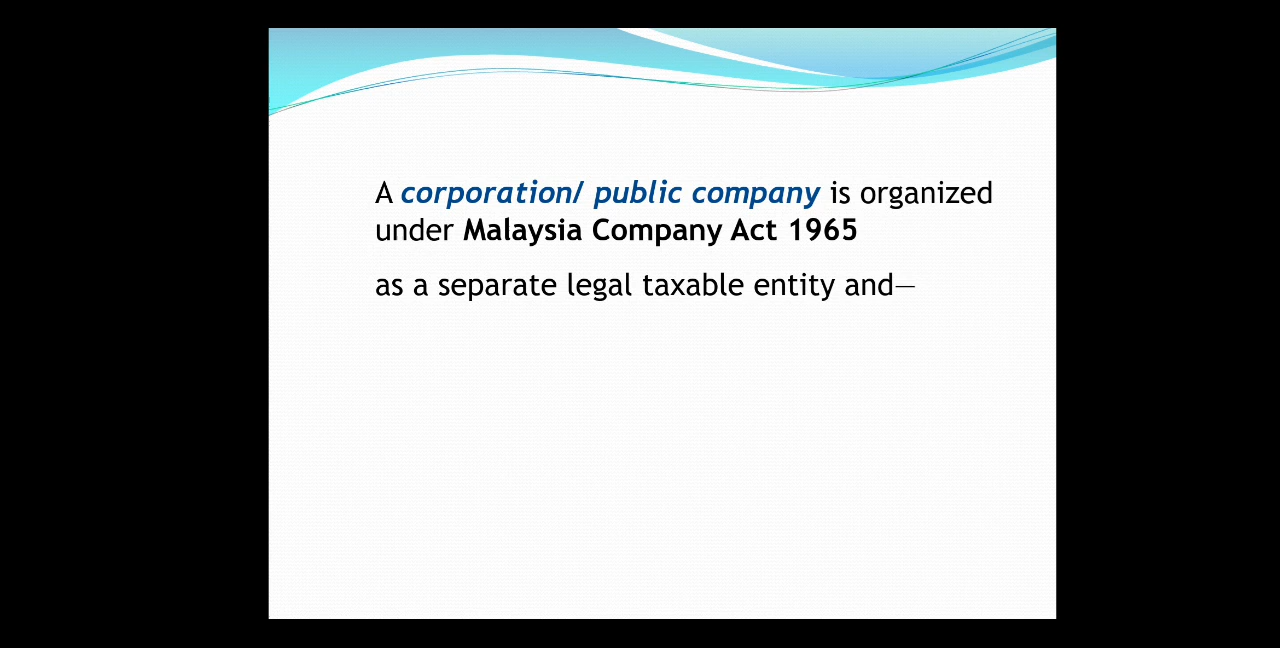 A corporation/ public company is organized
under Malaysia Company Act 1965
as a separate legal taxable entity and—